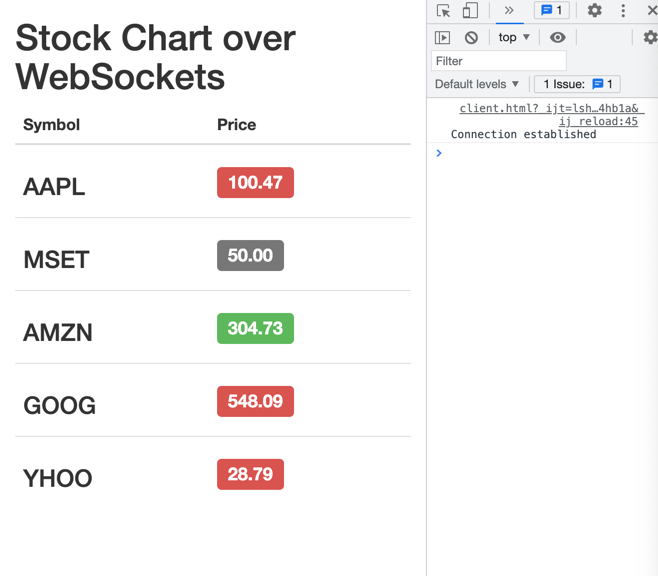 Stock Chart over
WebSockets
Symbol Price
AAPL 100.47
MSET 50.00
AMZN 304.73
GOOG 548.09
YHOO 28.79
1
top
Filter
Default levels 1 Issue: 1
client.html?_ijt=lsh…4hb1a&_
ij_reload:45
Connection established